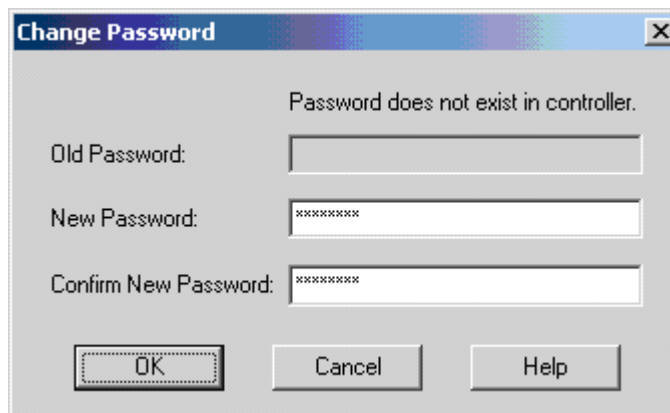 Change Password
Password does not exist in controller.
Old Password:
New Password: ********
Confirm New Password: ********
OK Cancel Help